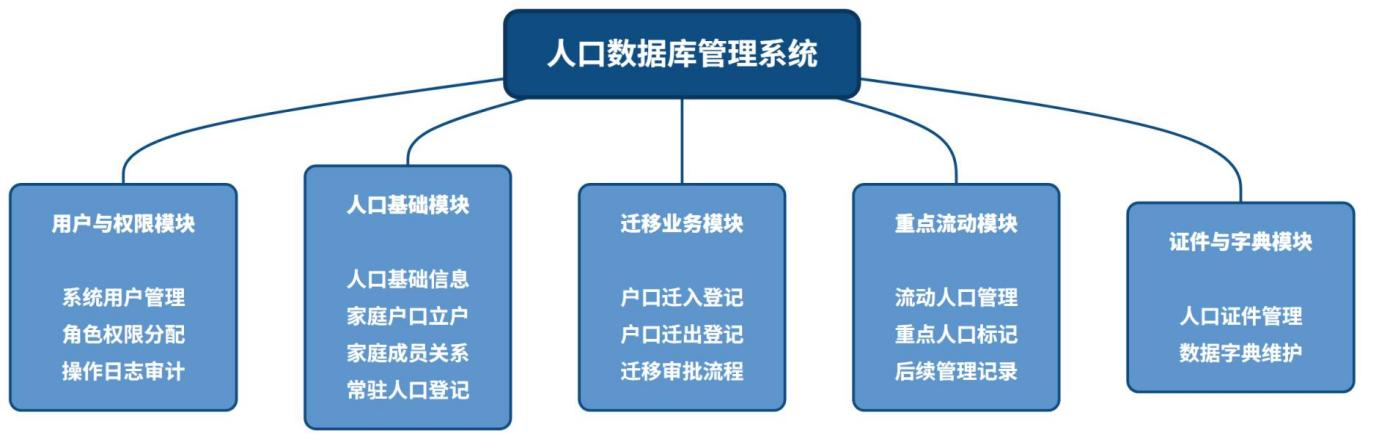 人口数据库管理系统
用户与权限模块
系统用户管理
角色权限分配
操作日志审计
人口基础模块
人口基础信息
家庭户口立户
家庭成员关系
常驻人口登记
迁移业务模块
户口迁入登记
户口迁出登记
迁移审批流程
重点流动模块
流动人口管理
重点人口标记
后续管理记录
证件与字典模块
人口证件管理
数据字典维护